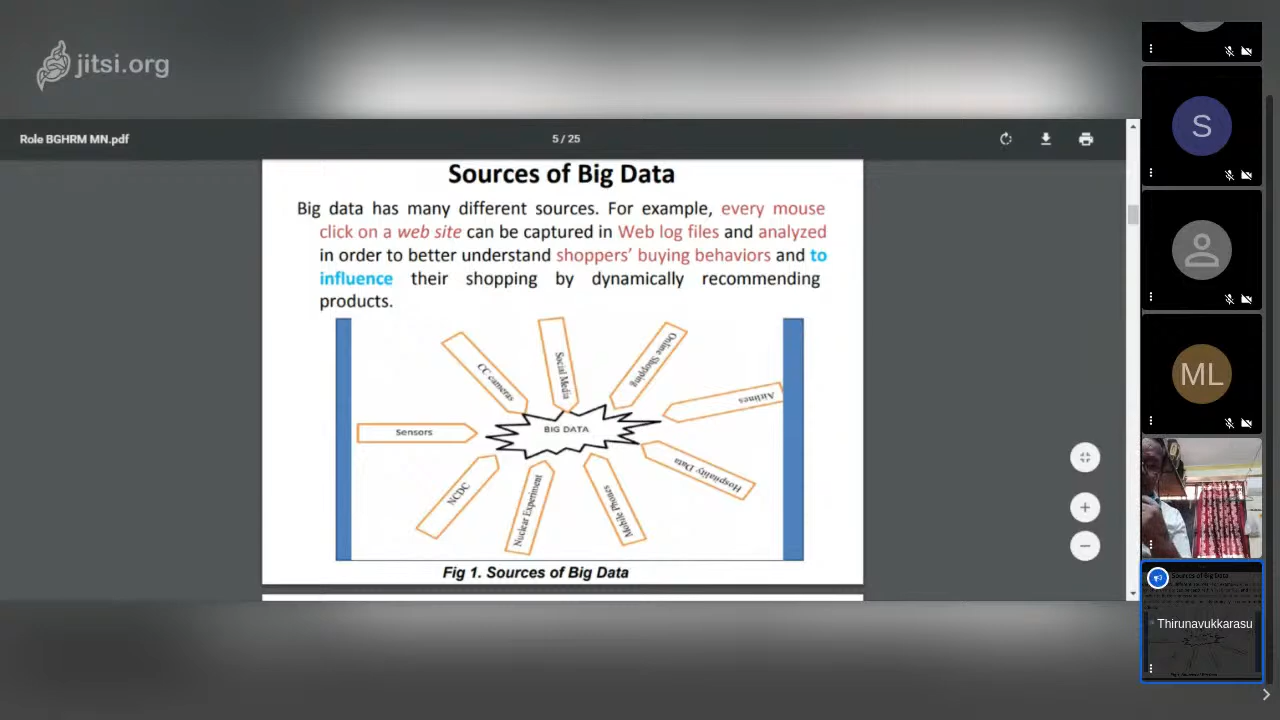 jitsi.org
Role BGHRM MN.pdf
5 / 25
Sources of Big Data
Big data has many different sources. For example, every mouse
click on a web site can be captured in Web log files and analyzed
in order to better understand shoppers’ buying behaviors and to
influence their shopping by dynamically recommending
products.
CC cameras
Social Media
Online Shopping
Airlines
Sensors
BIG DATA
Hospitality Data
NCDC
Nuclear Experiment
Mobile Phones
Fig 1. Sources of Big Data
S
ML
Thirunavukkarasu